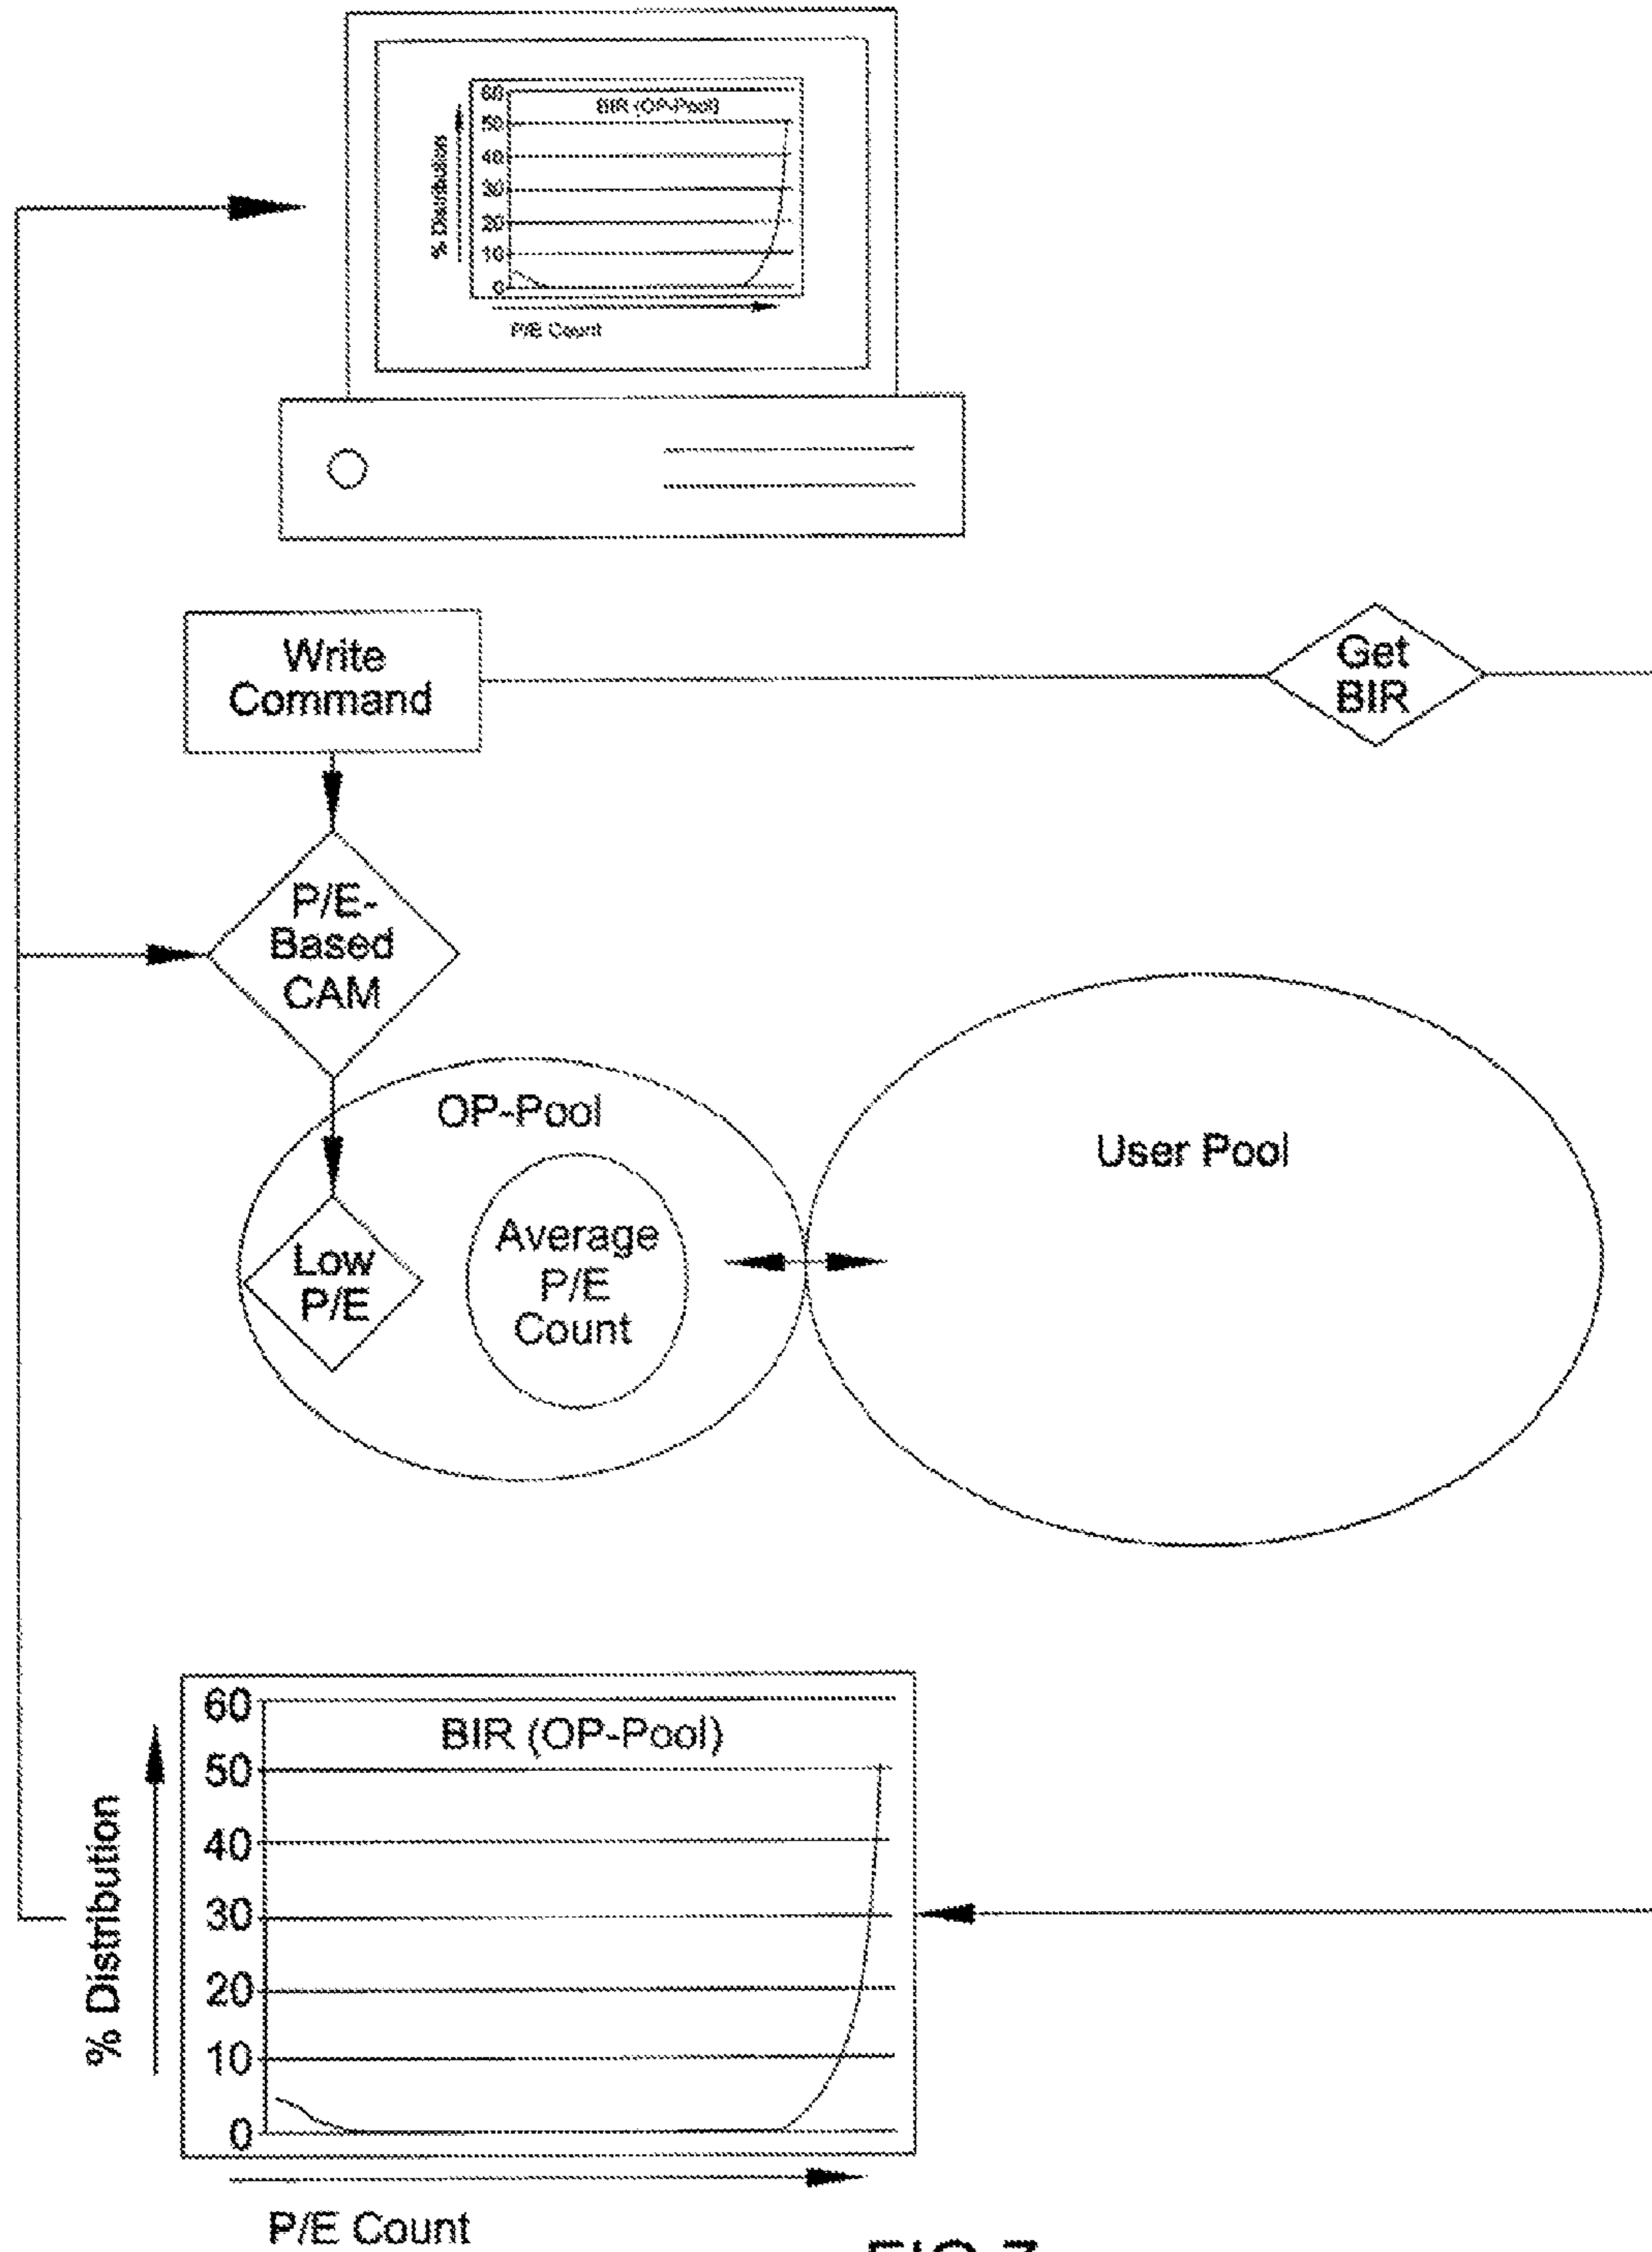 60
BIR (OP-Pool)
50
40
30
20
10
0
% Distribution
P/E Count
Write
Command
Get
BIR
P/E-
Based
CAM
OP-Pool
User Pool
Low
P/E
Average
P/E
Count
60
BIR (OP-Pool)
50
40
30
20
10
0
% Distribution
P/E Count